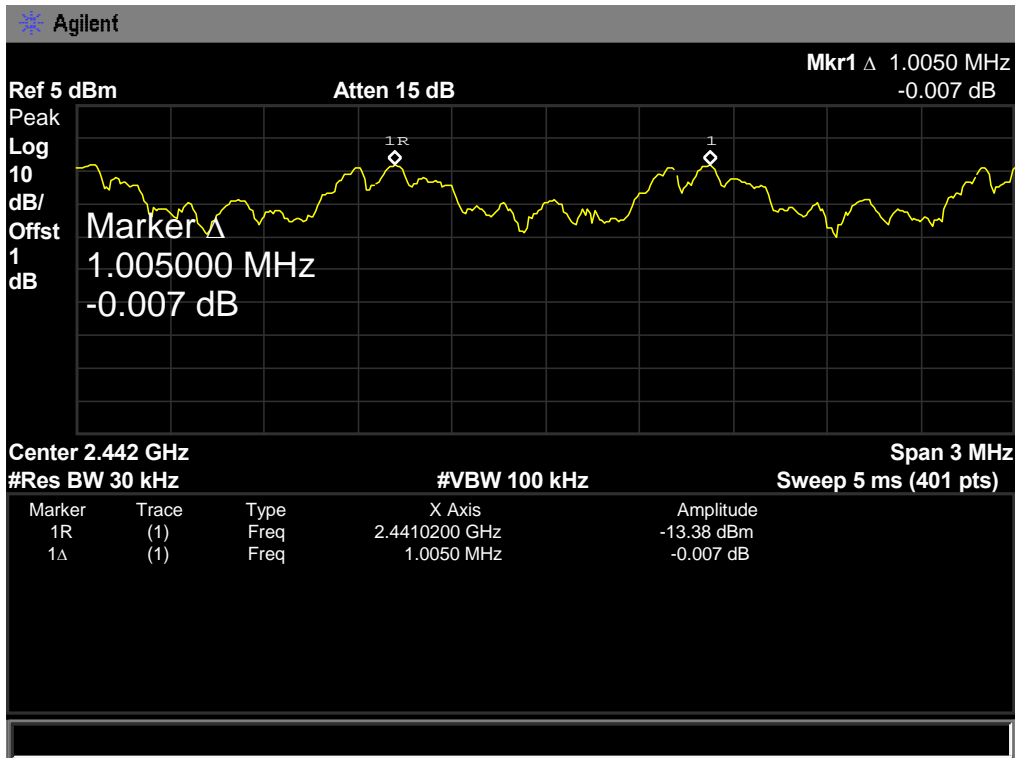 Agilent
Mkr1 Δ 1.0050 MHz
Ref 5 dBm Atten 15 dB -0.007 dB
Peak
Log
10
dB/
Offst
1
dB
1R
1
Marker Δ
1.005000 MHz
-0.007 dB
Center 2.442 GHz Span 3 MHz
#Res BW 30 kHz #VBW 100 kHz Sweep 5 ms (401 pts)
Marker Trace Type X Axis Amplitude
1R (1) Freq 2.4410200 GHz -13.38 dBm
1Δ (1) Freq 1.0050 MHz -0.007 dB